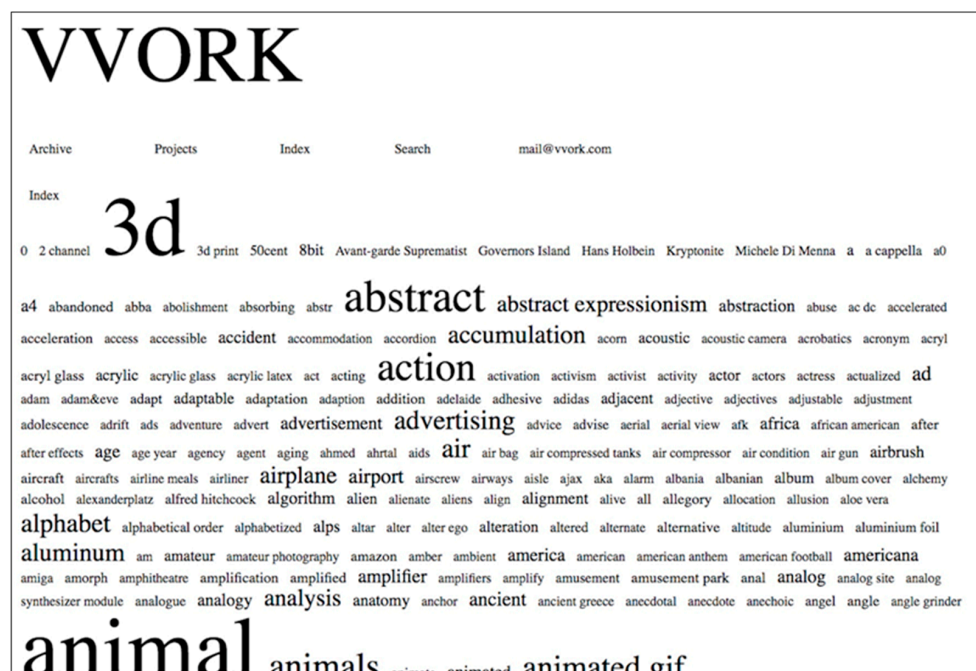 VVORK
Archive Projects Index Search mail@vvork.com
Index
0 2 channel 3d 3d print 50cent 8bit Avant-garde Suprematist Governors Island Hans Holbein Kryptonite Michele Di Menna a a cappella a0
a4 abandoned abba abolishment absorbing abstr abstract abstract expressionism abstraction abuse ac dc accelerated
acceleration access accessible accident accommodation accordion accumulation acorn acoustic acoustic camera acrobatics acronym acryl
acryl glass acrylic acrylic glass acrylic latex act acting action activation activism activist activity actor actors actress actualized ad
adam adam&eve adapt adaptable adaptation adaption addition adelaide adhesive adidas adjacent adjective adjectives adjustable adjustment
adolescence adrift ads adventure advert advertisement advertising advice advise aerial aerial view afk africa african american after
after effects age age year agency agent aging ahmed ahrtal aids air air bag air compressed tanks air compressor air condition air gun airbrush
aircraft aircrafts airline meals airliner airplane airport airscrew airways aisle ajax aka alarm albania albanian album album cover alchemy
alcohol alexanderplatz alfred hitchcock algorithm alien alienate aliens align alignment alive all allegory allocation allusion aloe vera
alphabet alphabetical order alphabetized alps altar alter alter ego alteration altered alternate alternative altitude aluminium aluminium foil
aluminum am amateur amateur photography amazon amber ambient america american american anthem american football americana
amiga amorph amphitheatre amplification amplified amplifier amplifiers amplify amusement amusement park anal analog analog site analog
synthesizer module analogue analogy analysis anatomy anchor ancient ancient greece anecdotal anecdote anechoic angel angle angle grinder
animal animals animated animated gif